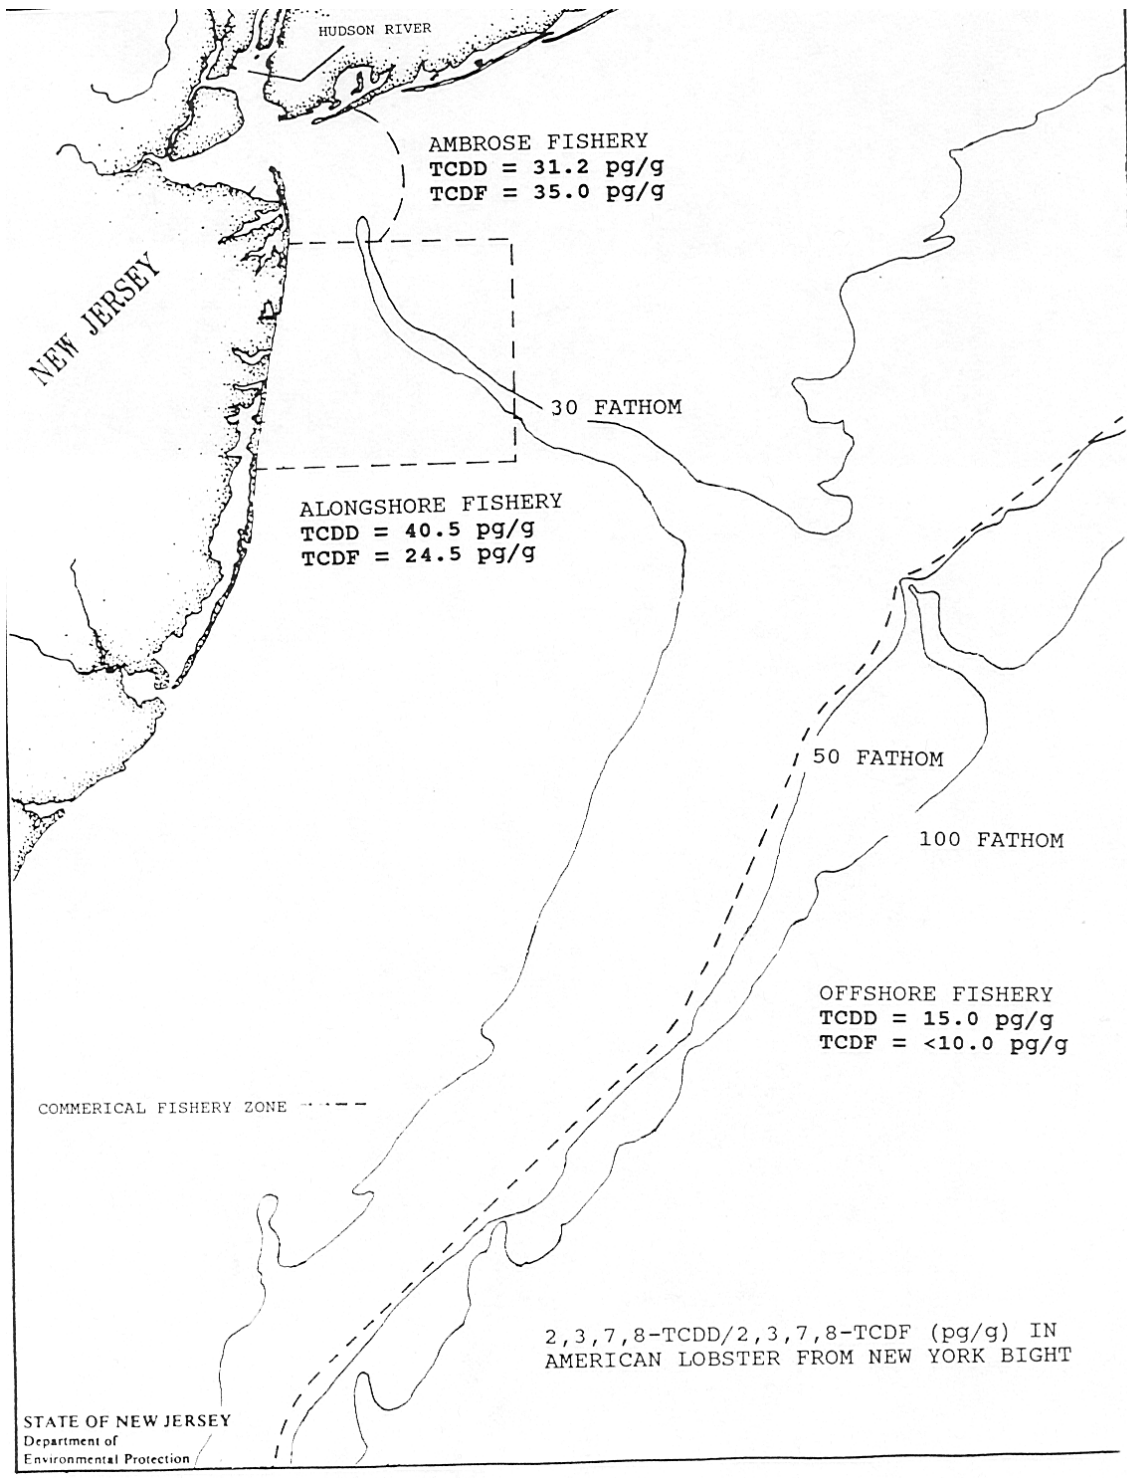 HUDSON RIVER
AMBROSE FISHERY
TCDD = 31.2 pg/g
TCDF = 35.0 pg/g
NEW JERSEY
30 FATHOM
ALONGSHORE FISHERY
TCDD = 40.5 pg/g
TCDF = 24.5 pg/g
50 FATHOM
100 FATHOM
OFFSHORE FISHERY
TCDD = 15.0 pg/g
TCDF = <10.0 pg/g
COMMERICAL FISHERY ZONE
2,3,7,8-TCDD/2,3,7,8-TCDF (pg/g) IN
AMERICAN LOBSTER FROM NEW YORK BIGHT
STATE OF NEW JERSEY
Department of
Environmental Protection